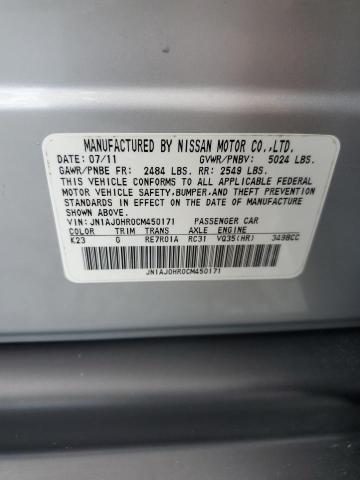 MANUFACTURED BY NISSAN MOTOR CO.,LTD.
DATE: 07/11 GVWR/PNBV: 5024 LBS.
GAWR/PNBE FR: 2484 LBS. RR: 2549 LBS.
THIS VEHICLE CONFORMS TO ALL APPLICABLE FEDERAL
MOTOR VEHICLE SAFETY,BUMPER,AND THEFT PREVENTION
STANDARDS IN EFFECT ON THE DATE OF MANUFACTURE
SHOWN ABOVE.
VIN: JN1AJ0HR0CM450171 PASSENGER CAR
COLOR TRIM TRANS AXLE ENGINE
K23 G RE7R01A RC31 VQ35(HR) 3498CC
JN1AJ0HR0CM450171